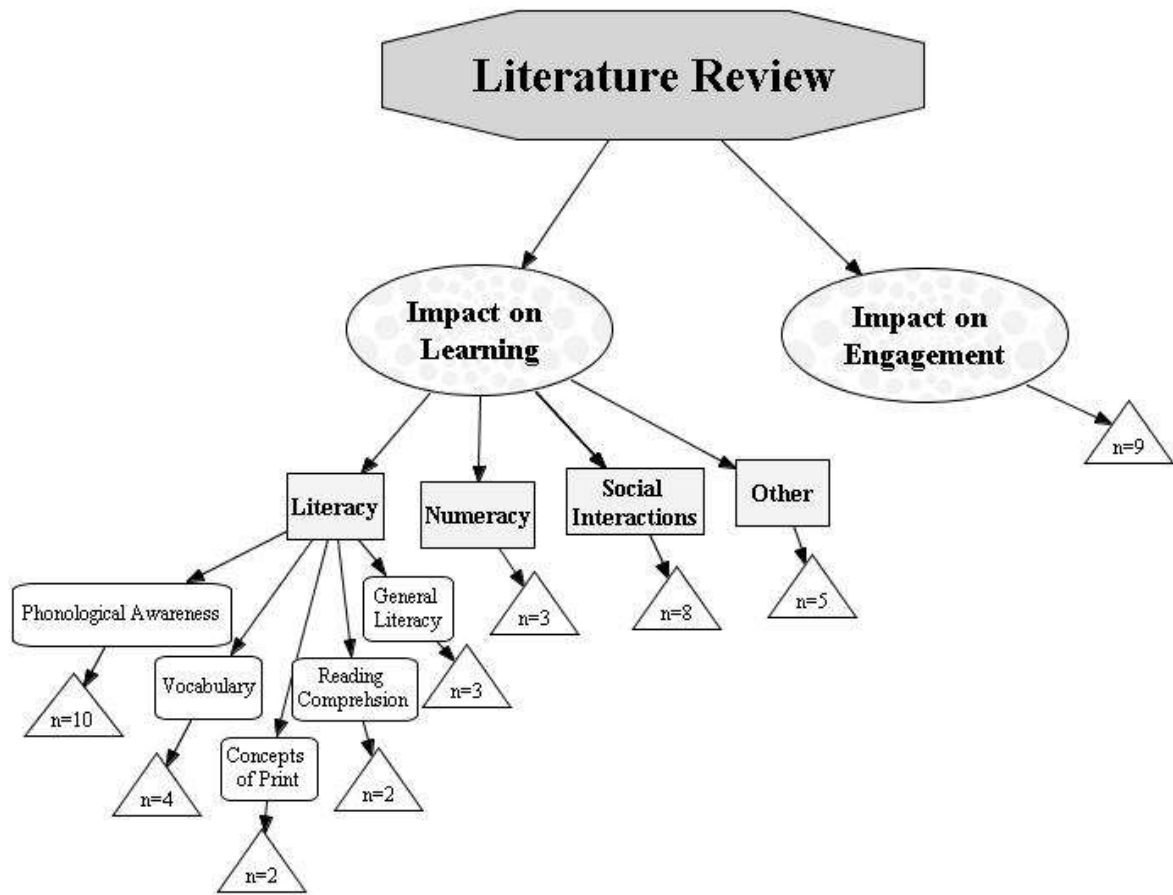 Literature Review
Impact on
Learning
Impact on
Engagement
n=9
Literacy
Numeracy
Social
Interactions
Other
Phonological Awareness
General
Literacy
n=3
n=8
n=5
Vocabulary
Reading
Comprehsion
n=3
n=10
Concepts
of Print
n=4
n=2
n=2